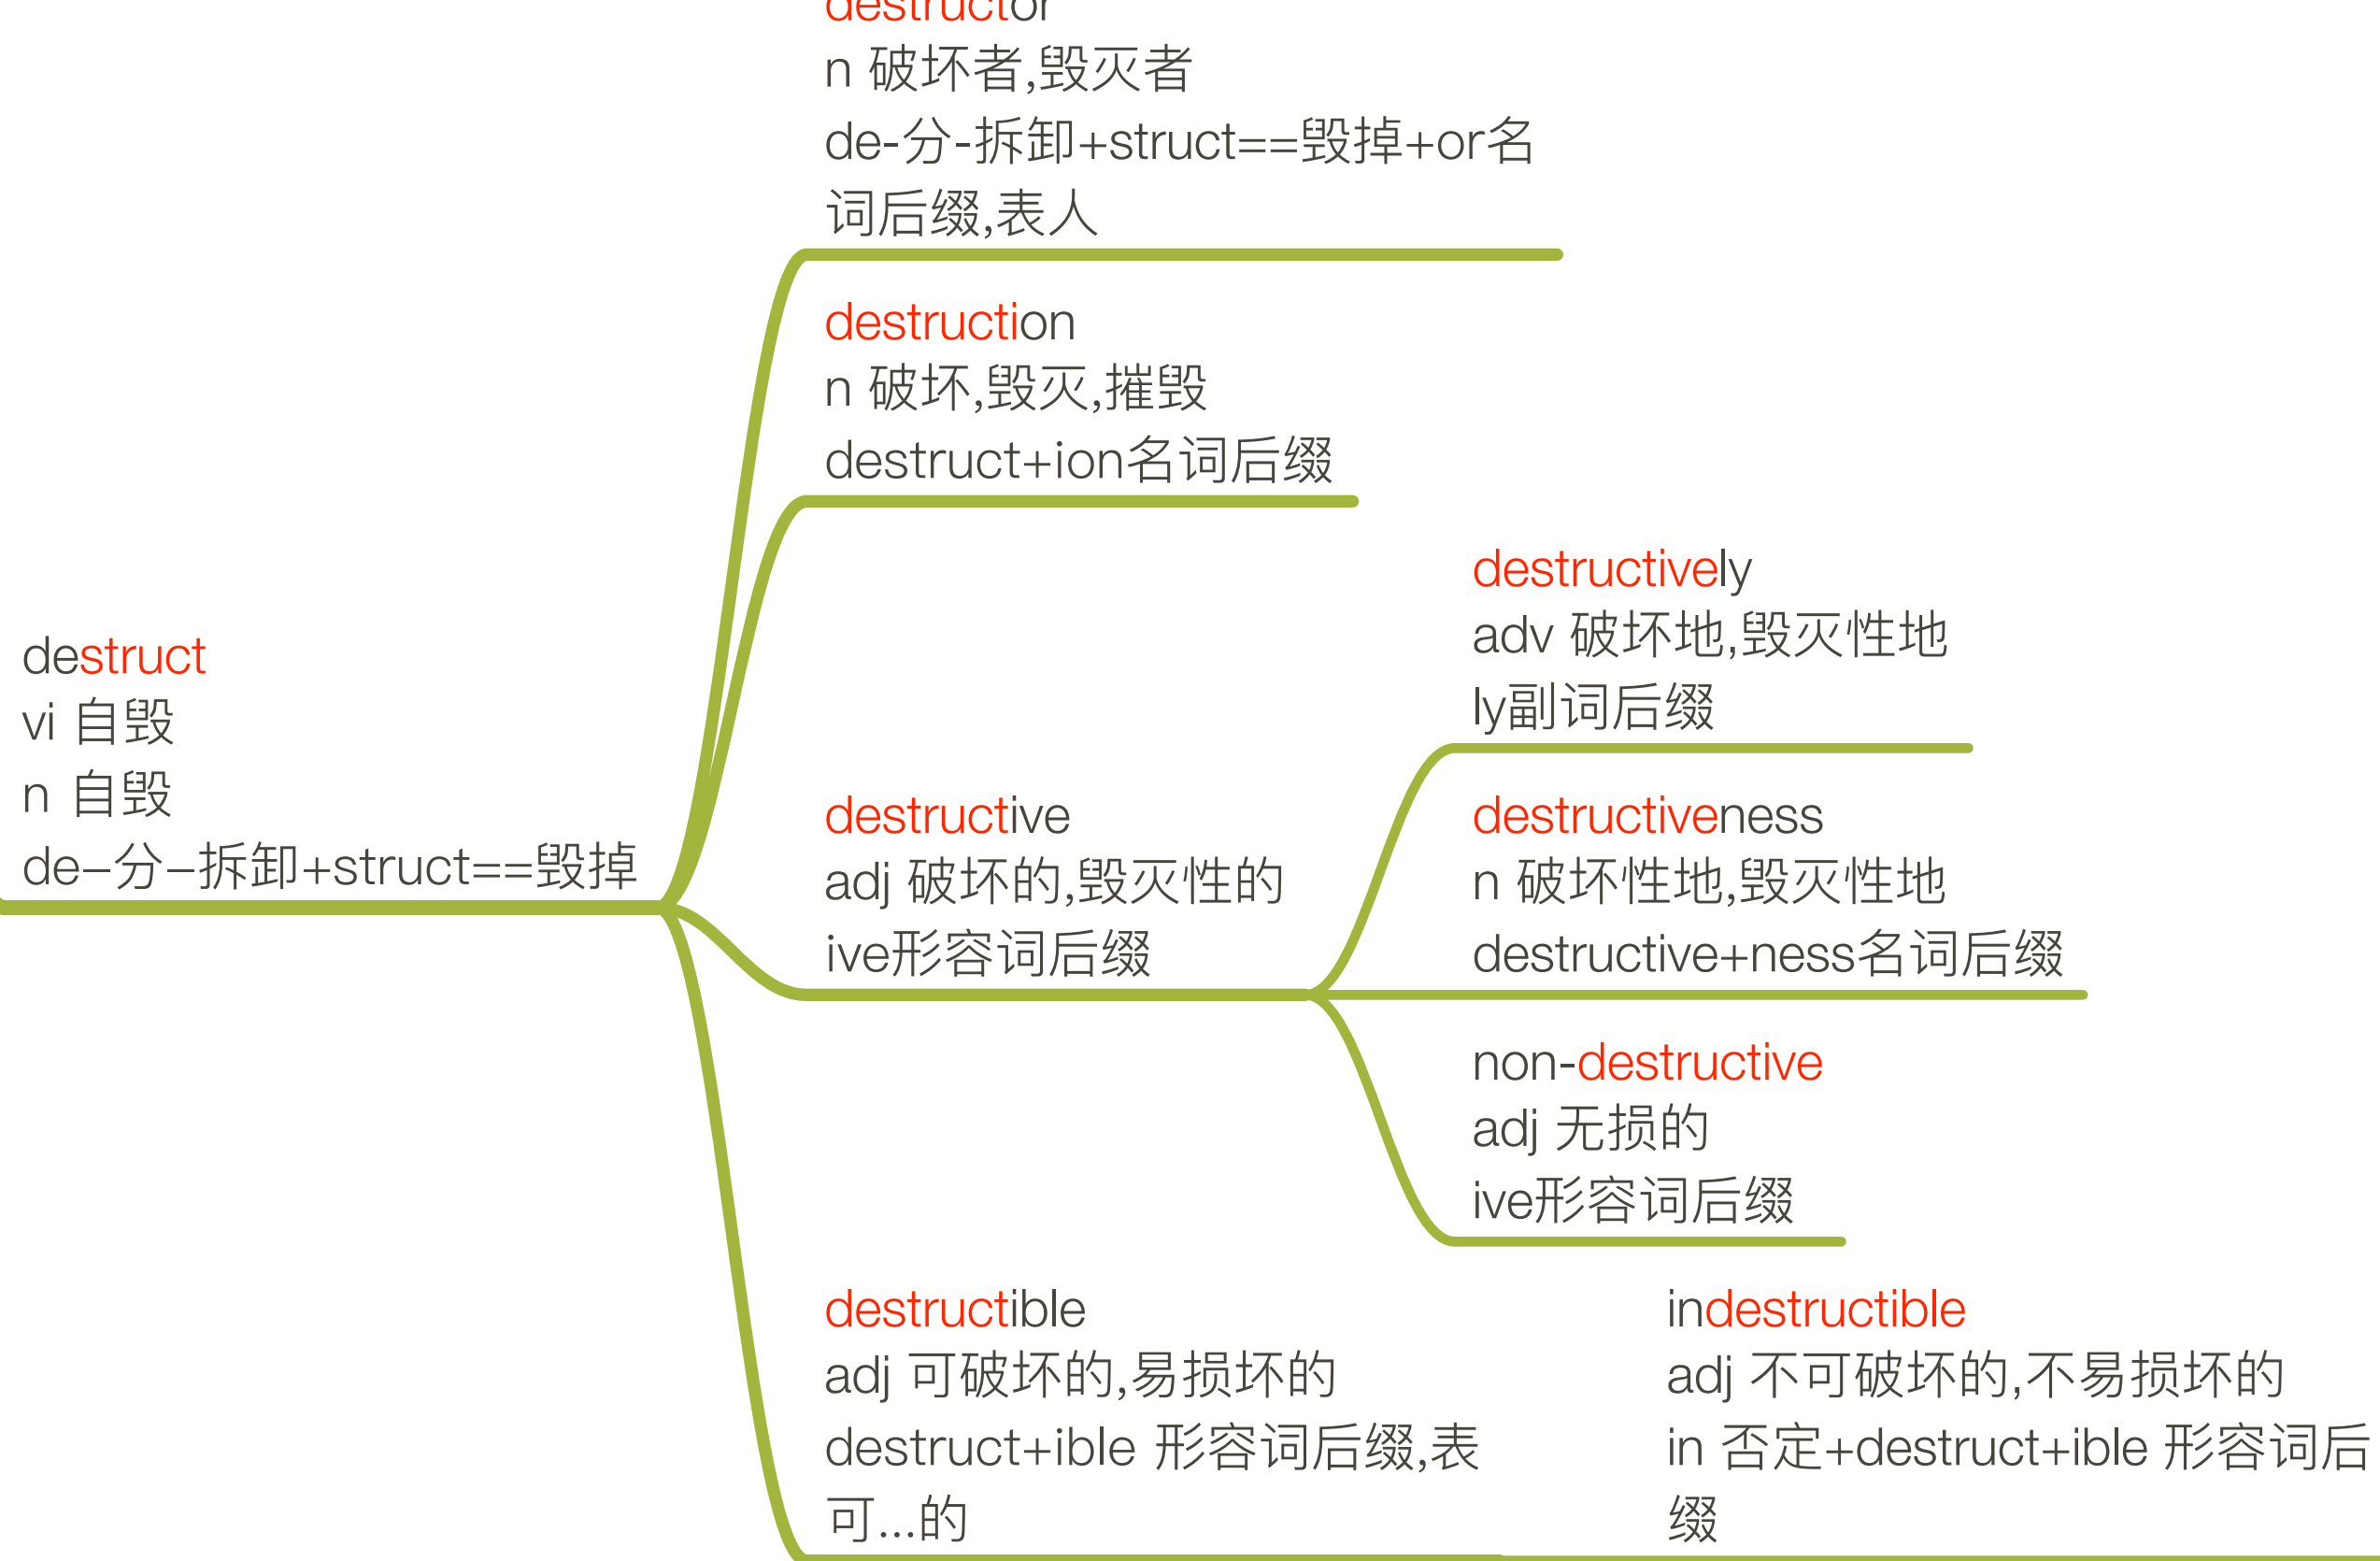 destructor
n 破坏者,毁灭者
de-分-拆卸+struct==毁掉+or名
词后缀,表人
destruction
n 破坏,毁灭,摧毁
destruct+ion名词后缀
destruct
vi 自毁
n 自毁
de–分–拆卸+struct==毁掉
destructive
adj 破坏的,毁灭性的
ive形容词后缀
destructively
adv 破坏地,毁灭性地
ly副词后缀
destructiveness
n 破坏性地,毁灭性地
destructive+ness名词后缀
non-destructive
adj 无损的
ive形容词后缀
destructible
adj 可破坏的,易损坏的
destruct+ible 形容词后缀,表
可...的
indestructible
adj 不可破坏的,不易损坏的
in 否定+destruct+ible 形容词后
缀